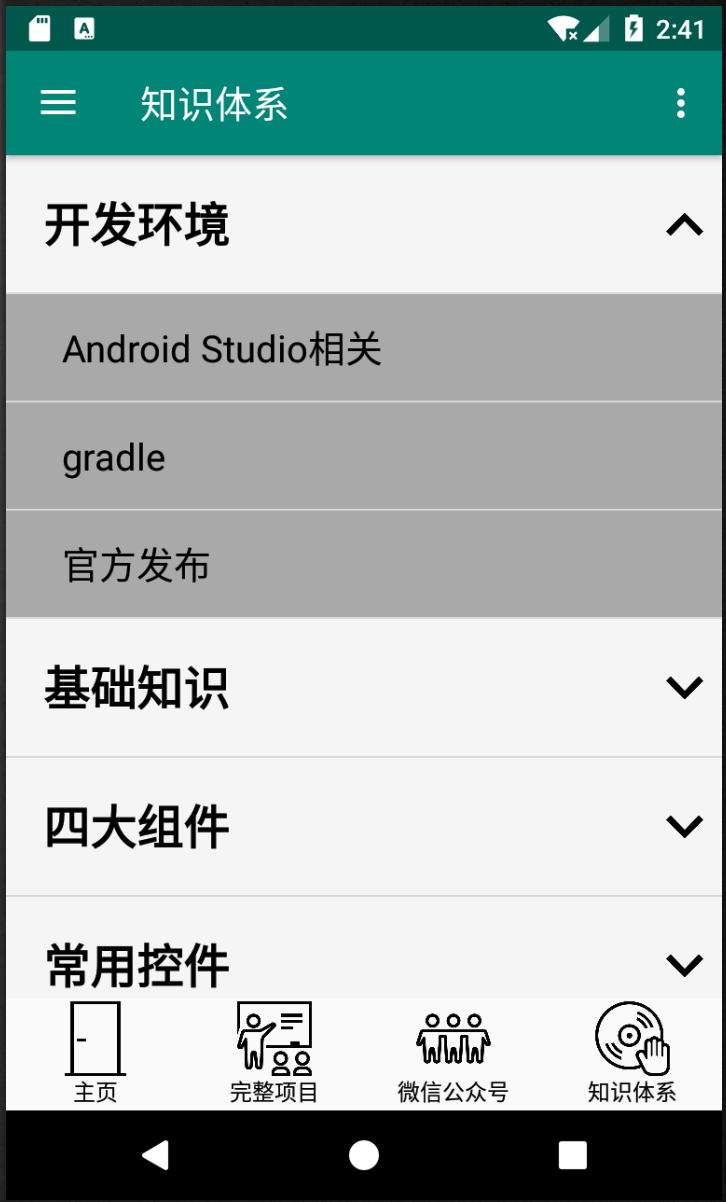 2:41
知识体系
开发环境
Android Studio相关
gradle
官方发布
基础知识
四大组件
常用控件
主页
完整项目
微信公众号
知识体系